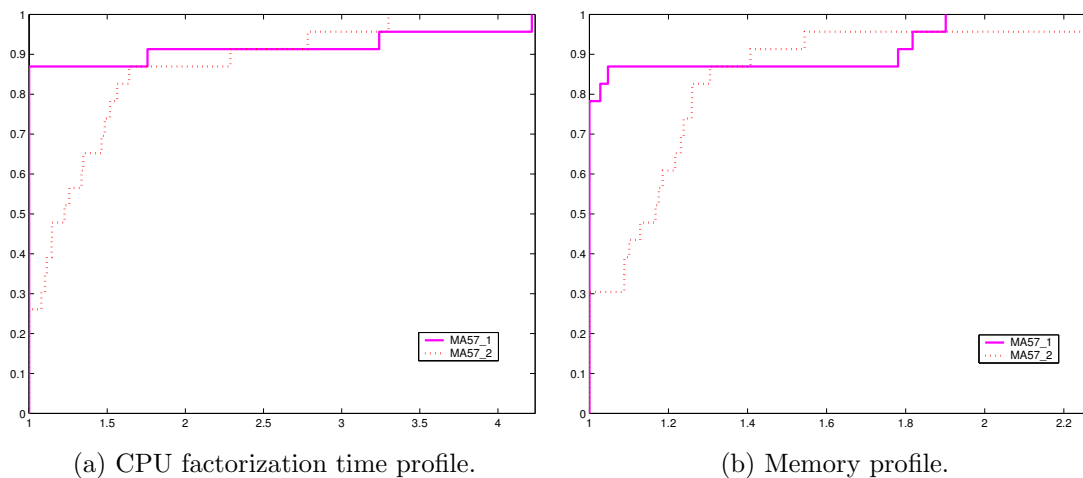 1
0.9
0.8
0.7
0.6
0.5
0.4
0.3
0.2
0.1
0
1 1.5 2 2.5 3 3.5 4
MA57_1
MA57_2
(a) CPU factorization time profile.
1
0.9
0.8
0.7
0.6
0.5
0.4
0.3
0.2
0.1
0
1 1.2 1.4 1.6 1.8 2 2.2
MA57_1
MA57_2
(b) Memory profile.